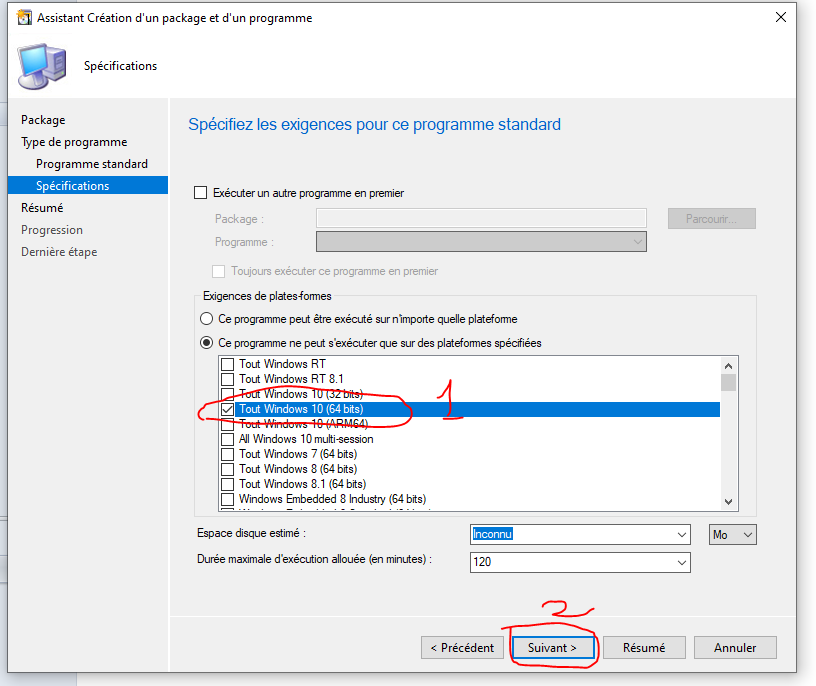 Assistant Création d'un package et d'un programme
Spécifications
Package
Type de programme
Programme standard
Spécifications
Résumé
Progression
Dernière étape
Spécifiez les exigences pour ce programme standard
Exécuter un autre programme en premier
Package :
Parcourir...
Programme :
Toujours exécuter ce programme en premier
Exigences de plates-formes
Ce programme peut être exécuté sur n'importe quelle plateforme
Ce programme ne peut s'exécuter que sur des plateformes spécifiées
Tout Windows RT
Tout Windows RT 8.1
Tout Windows 10 (32 bits)
Tout Windows 10 (64 bits) 1
Tout Windows 10 (ARM64)
All Windows 10 multi-session
Tout Windows 7 (64 bits)
Tout Windows 8 (64 bits)
Tout Windows 8.1 (64 bits)
Windows Embedded 8 Industry (64 bits)
Espace disque estimé : Inconnu Mo
Durée maximale d'exécution allouée (en minutes) : 120
2
< Précédent Suivant > Résumé Annuler